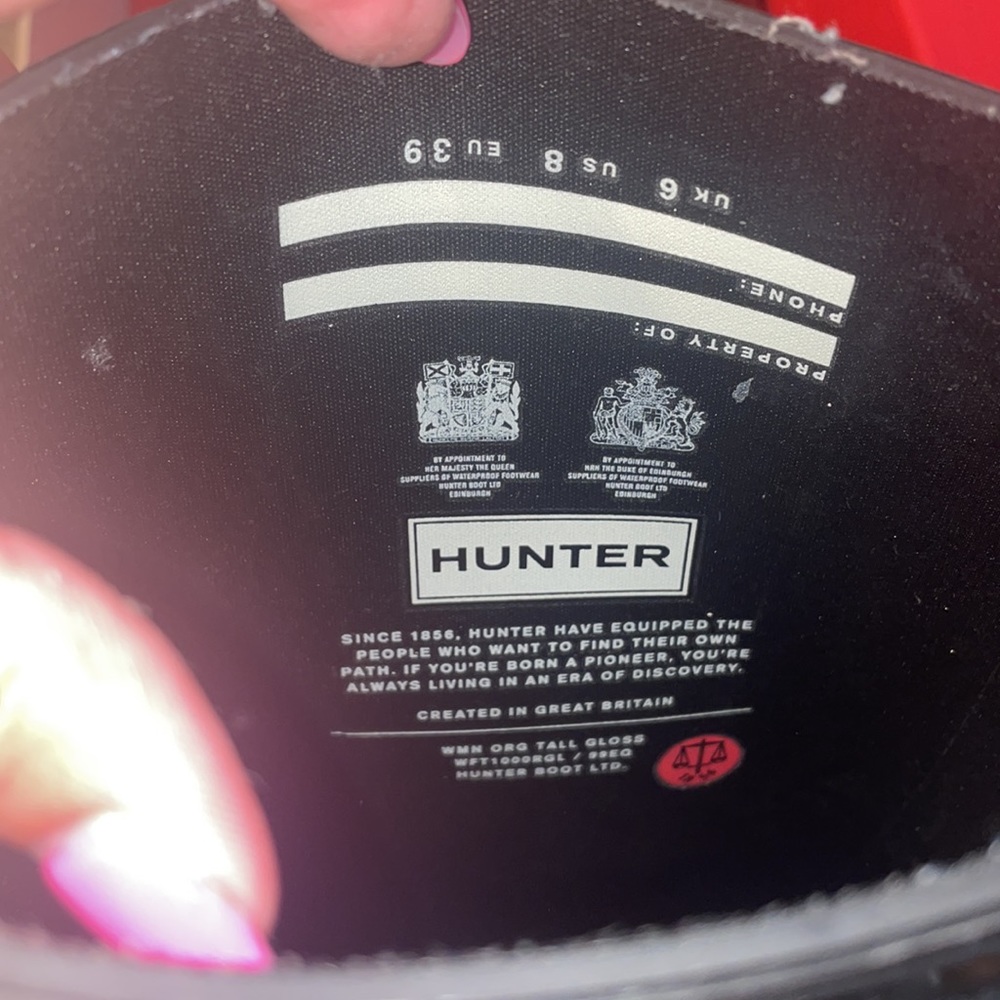 UK 6 US 8 EU 39
PHONE:
PROPERTY OF:
BY APPOINTMENT TO
HER MAJESTY THE QUEEN
SUPPLIERS OF WATERPROOF FOOTWEAR
HUNTER BOOT LTD
EDINBURGH
BY APPOINTMENT TO
HRH THE DUKE OF EDINBURGH
SUPPLIERS OF WATERPROOF FOOTWEAR
HUNTER BOOT LTD
EDINBURGH
HUNTER
SINCE 1856, HUNTER HAVE EQUIPPED THE
PEOPLE WHO WANT TO FIND THEIR OWN
PATH. IF YOU'RE BORN A PIONEER, YOU'RE
ALWAYS LIVING IN AN ERA OF DISCOVERY.
CREATED IN GREAT BRITAIN
WMN ORG TALL GLOSS
WFT1000RGL / 99EQ
HUNTER BOOT LTD.